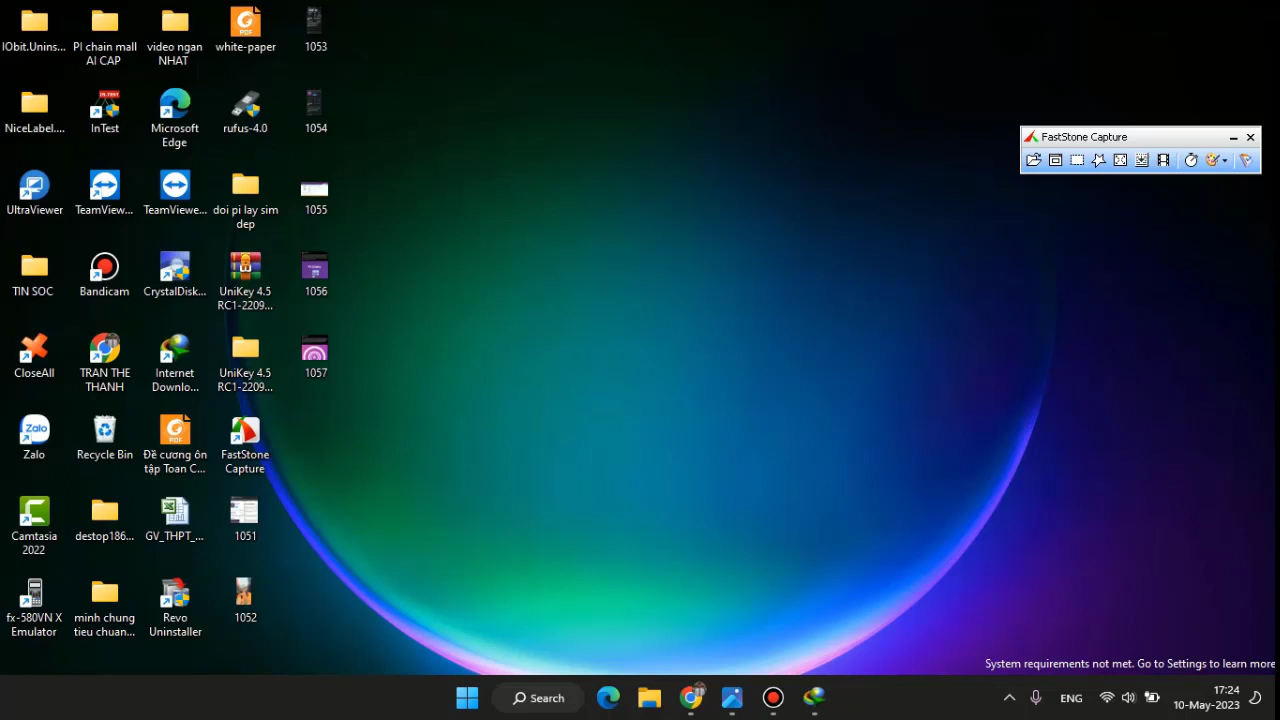 IObit.Unins...
PI chain mall
AI CAP
video ngan
NHAT
white-paper
1053
NiceLabel....
InTest
Microsoft
Edge
rufus-4.0
1054
UltraViewer
TeamView...
TeamViewe...
doi pi lay sim
dep
1055
TIN SOC
Bandicam
CrystalDisk...
UniKey 4.5
RC1-2209...
1056
CloseAll
TRAN THE
THANH
Internet
Downlo...
UniKey 4.5
RC1-2209...
1057
Zalo
Recycle Bin
Đề cương ôn
tập Toan C...
FastStone
Capture
Camtasia
2022
destop186...
GV_THPT_...
1051
fx-580VN X
Emulator
minh chung
tieu chuan...
Revo
Uninstaller
1052
FastStone Capture
System requirements not met. Go to Settings to learn more
Search
ENG
17:24
10-May-2023